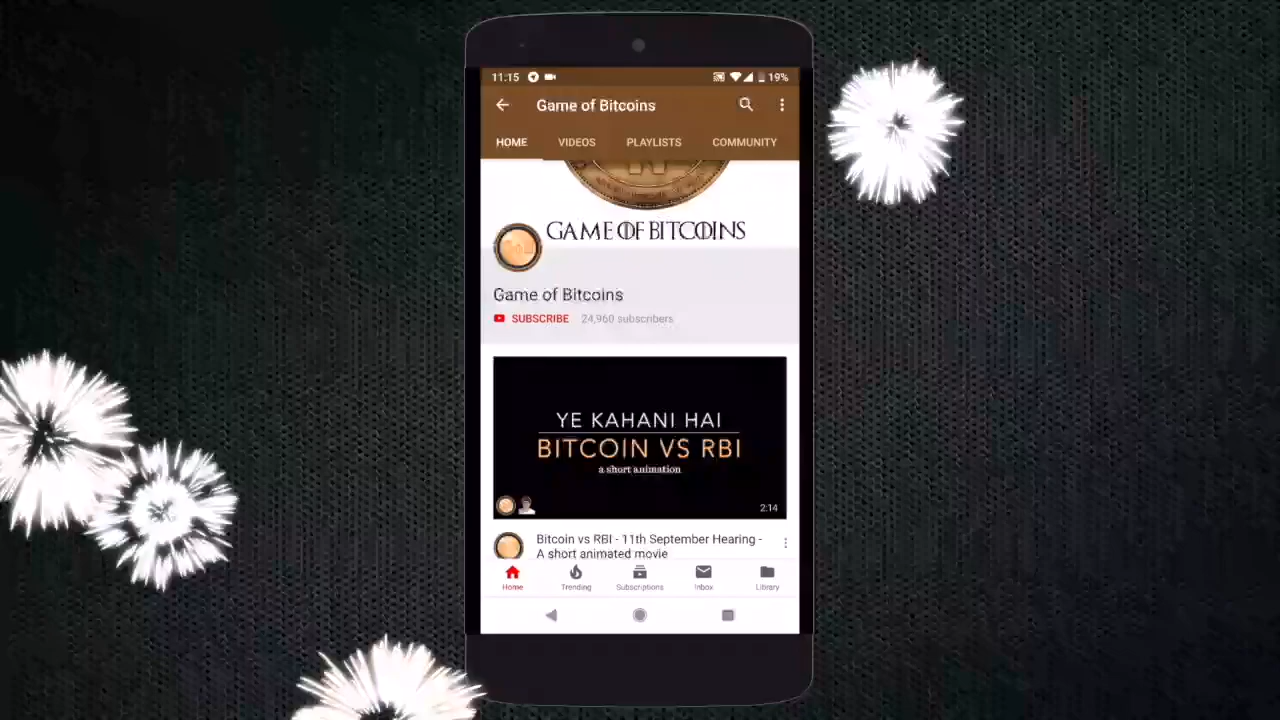 11:15
19%
Game of Bitcoins
HOME VIDEOS PLAYLISTS COMMUNITY
GAME OF BITCOINS
Game of Bitcoins
SUBSCRIBE 24,960 subscribers
YE KAHANI HAI
BITCOIN VS RBI
a short animation
2:14
Bitcoin vs RBI - 11th September Hearing -
A short animated movie
Home Trending Subscriptions Inbox Library